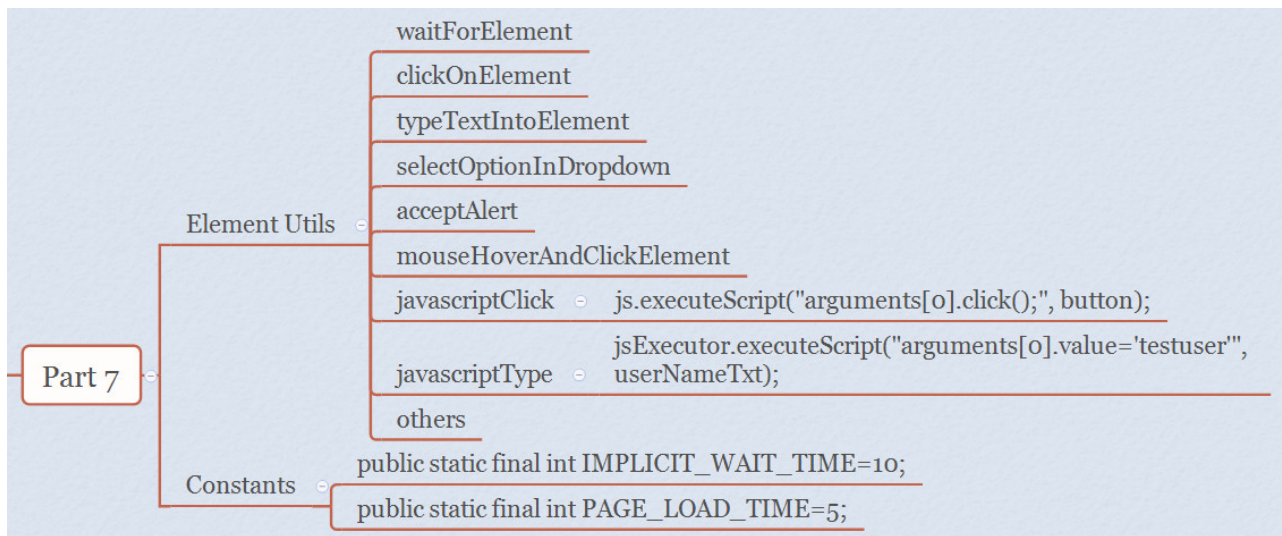 waitForElement
clickOnElement
typeTextIntoElement
selectOptionInDropdown
Element Utils
acceptAlert
mouseHoverAndClickElement
javascriptClick js.executeScript("arguments[0].click();", button);
Part 7
javascriptType jsExecutor.executeScript("arguments[0].value='testuser'",
userNameTxt);
others
Constants
public static final int IMPLICIT_WAIT_TIME=10;
public static final int PAGE_LOAD_TIME=5;